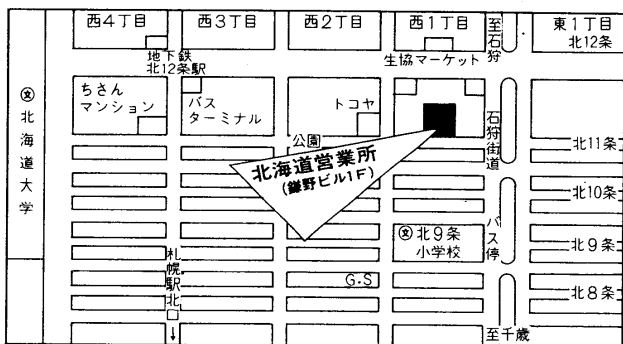 西4丁目
西3丁目
西2丁目
西1丁目
至石狩
東1丁目
北12条
地下鉄
北12条駅
生協マーケット
ちさん
マンション
バス
ターミナル
トコヤ
石狩街道
公園
北11条
北海道営業所
(鎌野ビル1F)
㊛北海道大学
北10条
バス停
㊛北9条
小学校
北9条
札幌駅北
G.S
北8条
至千歳